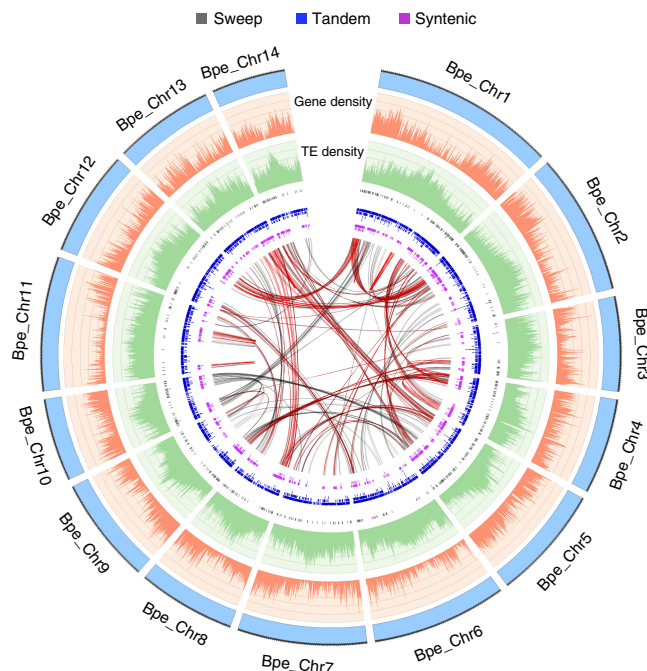 Sweep Tandem Syntenic
Bpe_Chr14
Bpe_Chr1
Bpe_Chr13
Gene density
TE density
Bpe_Chr12
Bpe_Chr2
Bpe_Chr11
Bpe_Chr3
Bpe_Chr10
Bpe_Chr4
Bpe_Chr9
Bpe_Chr5
Bpe_Chr8
Bpe_Chr7
Bpe_Chr6